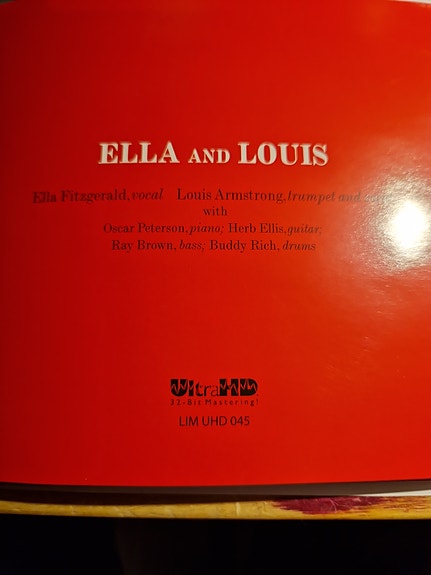 ELLA AND LOUIS
Ella Fitzgerald, vocal Louis Armstrong, trumpet and
with
Oscar Peterson, piano; Herb Ellis, guitar;
Ray Brown, bass; Buddy Rich, drums
UltraHD
32-Bit Mastering!
LIM UHD 045